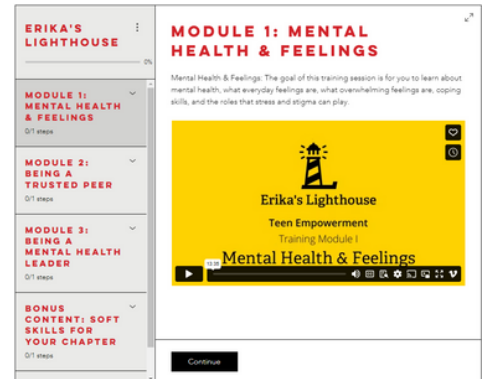 ERIKA'S
LIGHTHOUSE
0%
MODULE 1:
MENTAL HEALTH
& FEELINGS
0/1 steps
MODULE 2:
BEING A
TRUSTED PEER
0/1 steps
MODULE 3:
BEING A
MENTAL HEALTH
LEADER
0/1 steps
BONUS
CONTENT: SOFT
SKILLS FOR
YOUR CHAPTER
0/1 steps
MODULE 1: MENTAL
HEALTH & FEELINGS
Mental Health & Feelings: The goal of this training session is for you to learn about
mental health, what everyday feelings are, what overwhelming feelings are, coping
skills, and the roles that stress and stigma can play.
Erika's Lighthouse
Teen Empowerment
Training Module I
Mental Health & Feelings
Continue